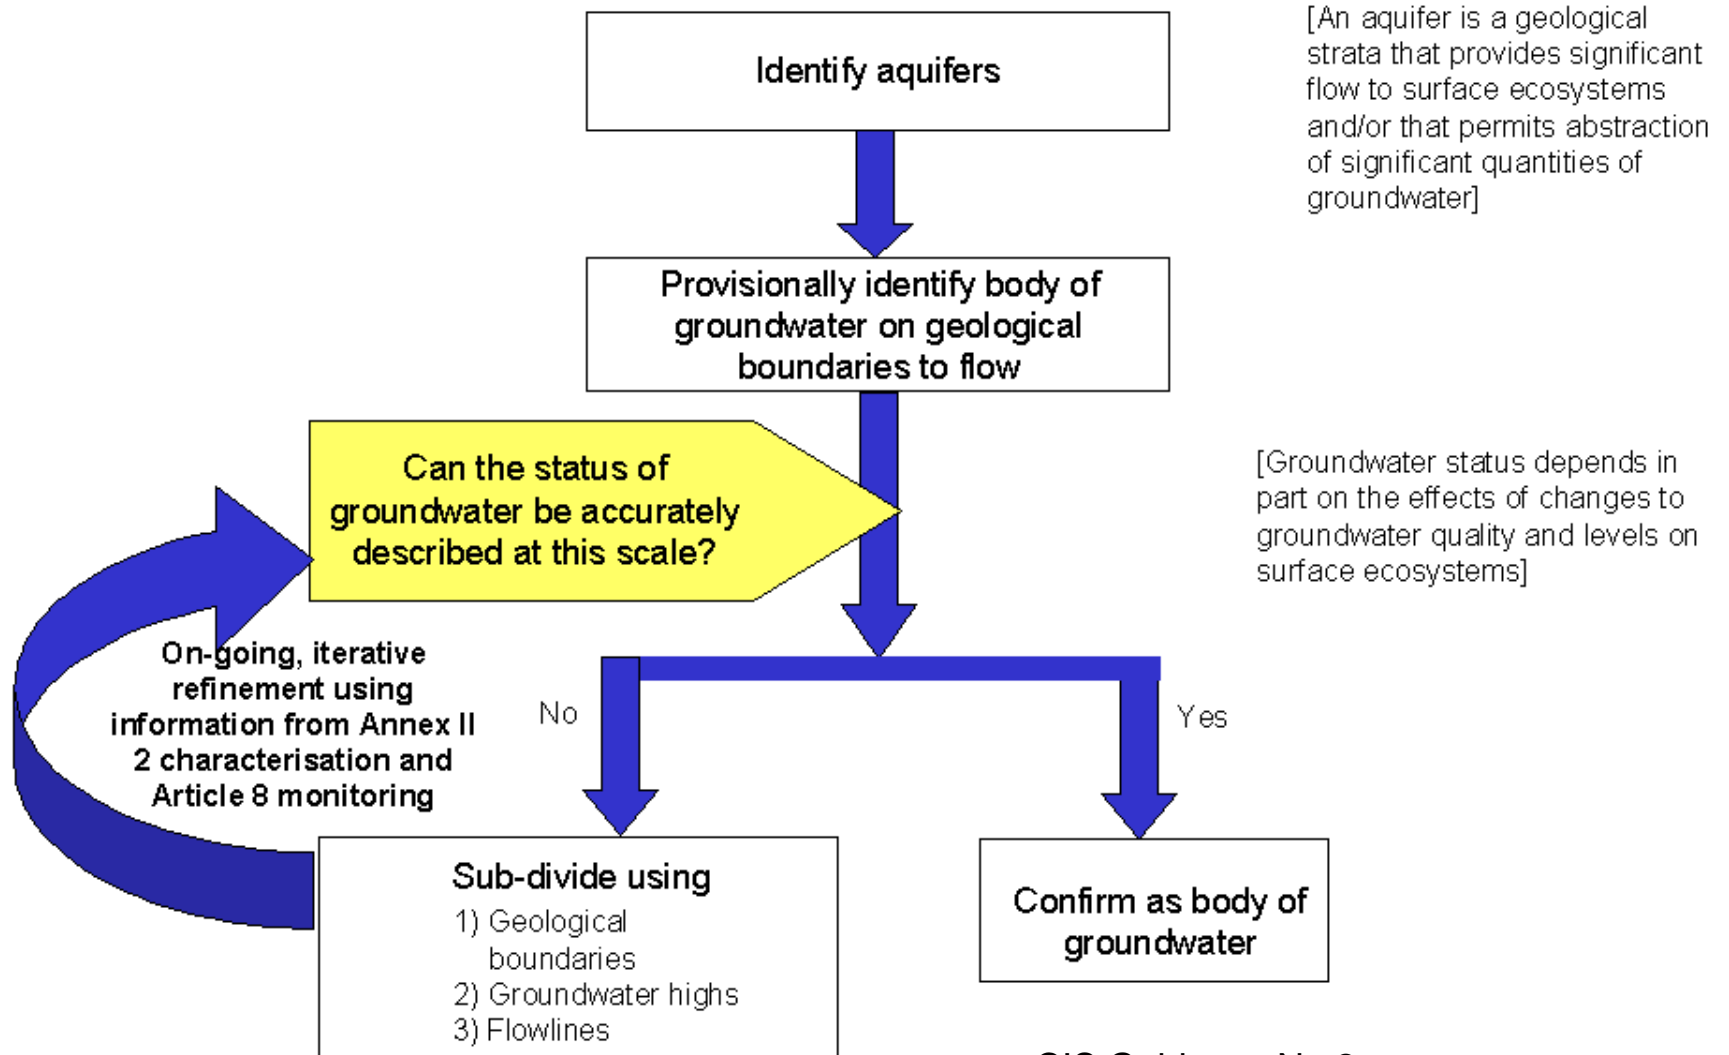 Identify aquifers
[An aquifer is a geological
strata that provides significant
flow to surface ecosystems
and/or that permits abstraction
of significant quantities of
groundwater]
Provisionally identify body of
groundwater on geological
boundaries to flow
Can the status of
groundwater be accurately
described at this scale?
[Groundwater status depends in
part on the effects of changes to
groundwater quality and levels on
surface ecosystems]
On-going, iterative
refinement using
information from Annex II
2 characterisation and
Article 8 monitoring
No
Yes
Sub-divide using
1) Geological
boundaries
2) Groundwater highs
3) Flowlines
Confirm as body of
groundwater